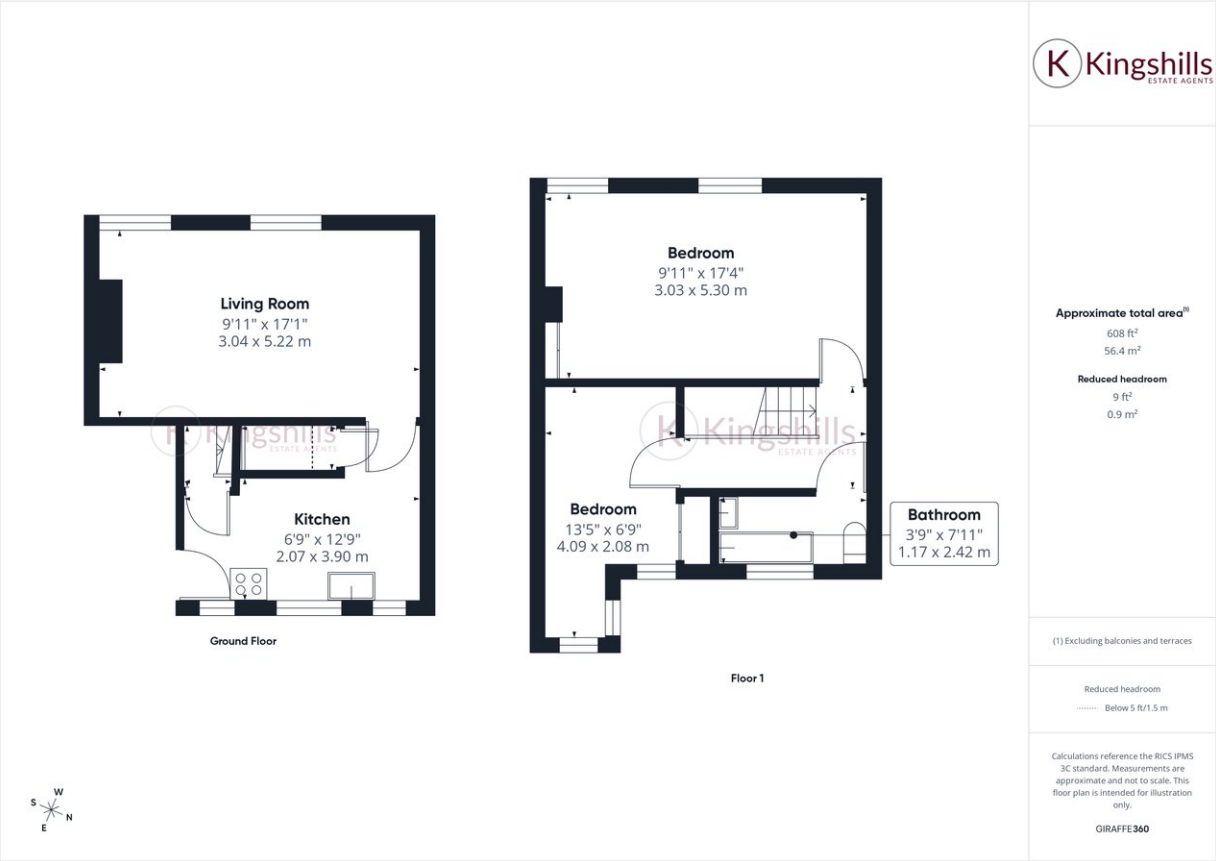 K Kingshills
ESTATE AGENTS
Living Room
9'11" x 17'1"
3.04 x 5.22 m
K Kingshills
ESTATE AGENTS
Kitchen
6'9" x 12'9"
2.07 x 3.90 m
Ground Floor
Bedroom
9'11" x 17'4"
3.03 x 5.30 m
K Kingshills
ESTATE AGENTS
Bedroom
13'5" x 6'9"
4.09 x 2.08 m
Bathroom
3'9" x 7'11"
1.17 x 2.42 m
Floor 1
W
S
N
E
Approximate total area(1)
608 ft²
56.4 m²
Reduced headroom
9 ft²
0.9 m²
(1) Excluding balconies and terraces
Reduced headroom
Below 5 ft/1.5 m
Calculations reference the RICS IPMS
3C standard. Measurements are
approximate and not to scale. This
floor plan is intended for illustration
only.
GIRAFFE360